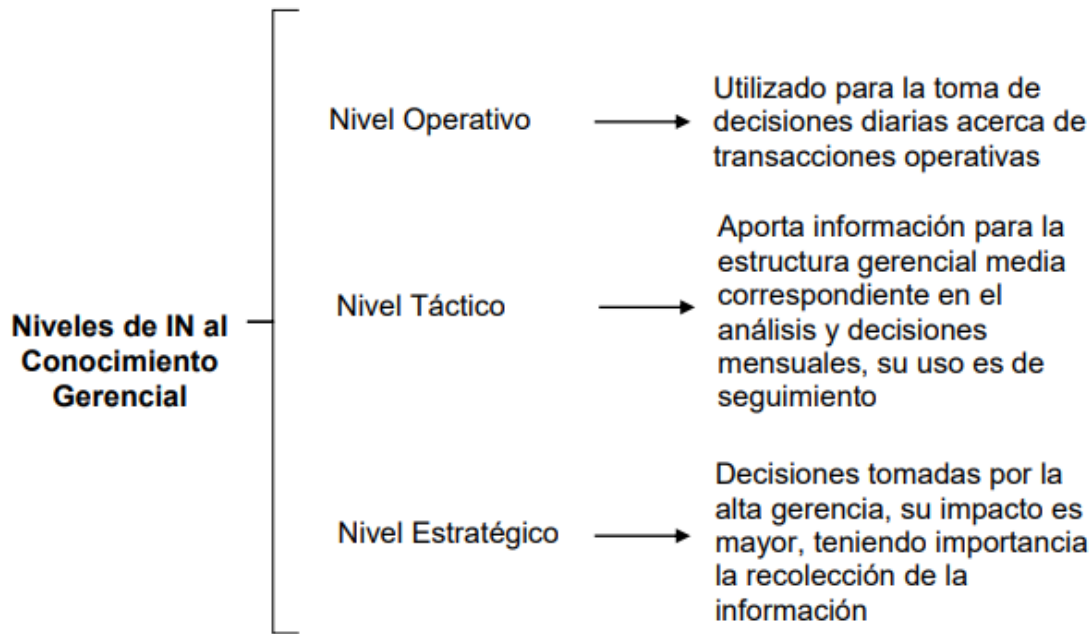 Niveles de IN al
Conocimiento
Gerencial
Nivel Operativo
Utilizado para la toma de
decisiones diarias acerca de
transacciones operativas
Nivel Táctico
Aporta información para la
estructura gerencial media
correspondiente en el
análisis y decisiones
mensuales, su uso es de
seguimiento
Nivel Estratégico
Decisiones tomadas por la
alta gerencia, su impacto es
mayor, teniendo importancia
la recolección de la
información